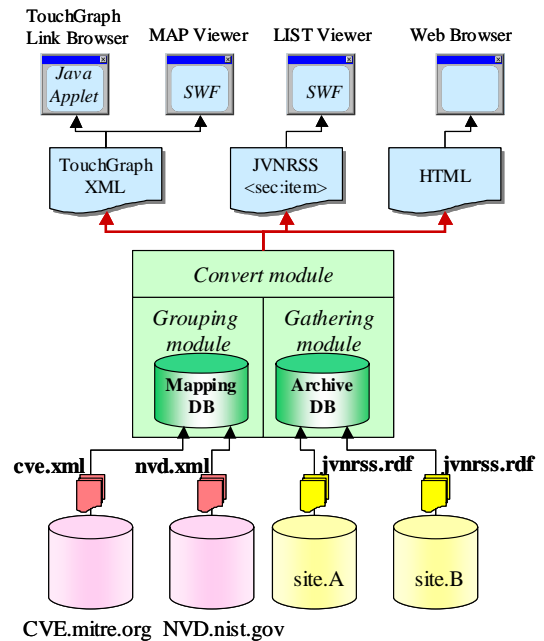 TouchGraph
Link Browser
MAP Viewer
LIST Viewer
Web Browser
Java
Applet
SWF
SWF
TouchGraph
XML
JVNRSS
<sec:item>
HTML
Convert module
Grouping
module
Gathering
module
Mapping
DB
Archive
DB
cve.xml
nvd.xml
jvnrss.rdf
jvnrss.rdf
site.A
site.B
CVE.mitre.org
NVD.nist.gov